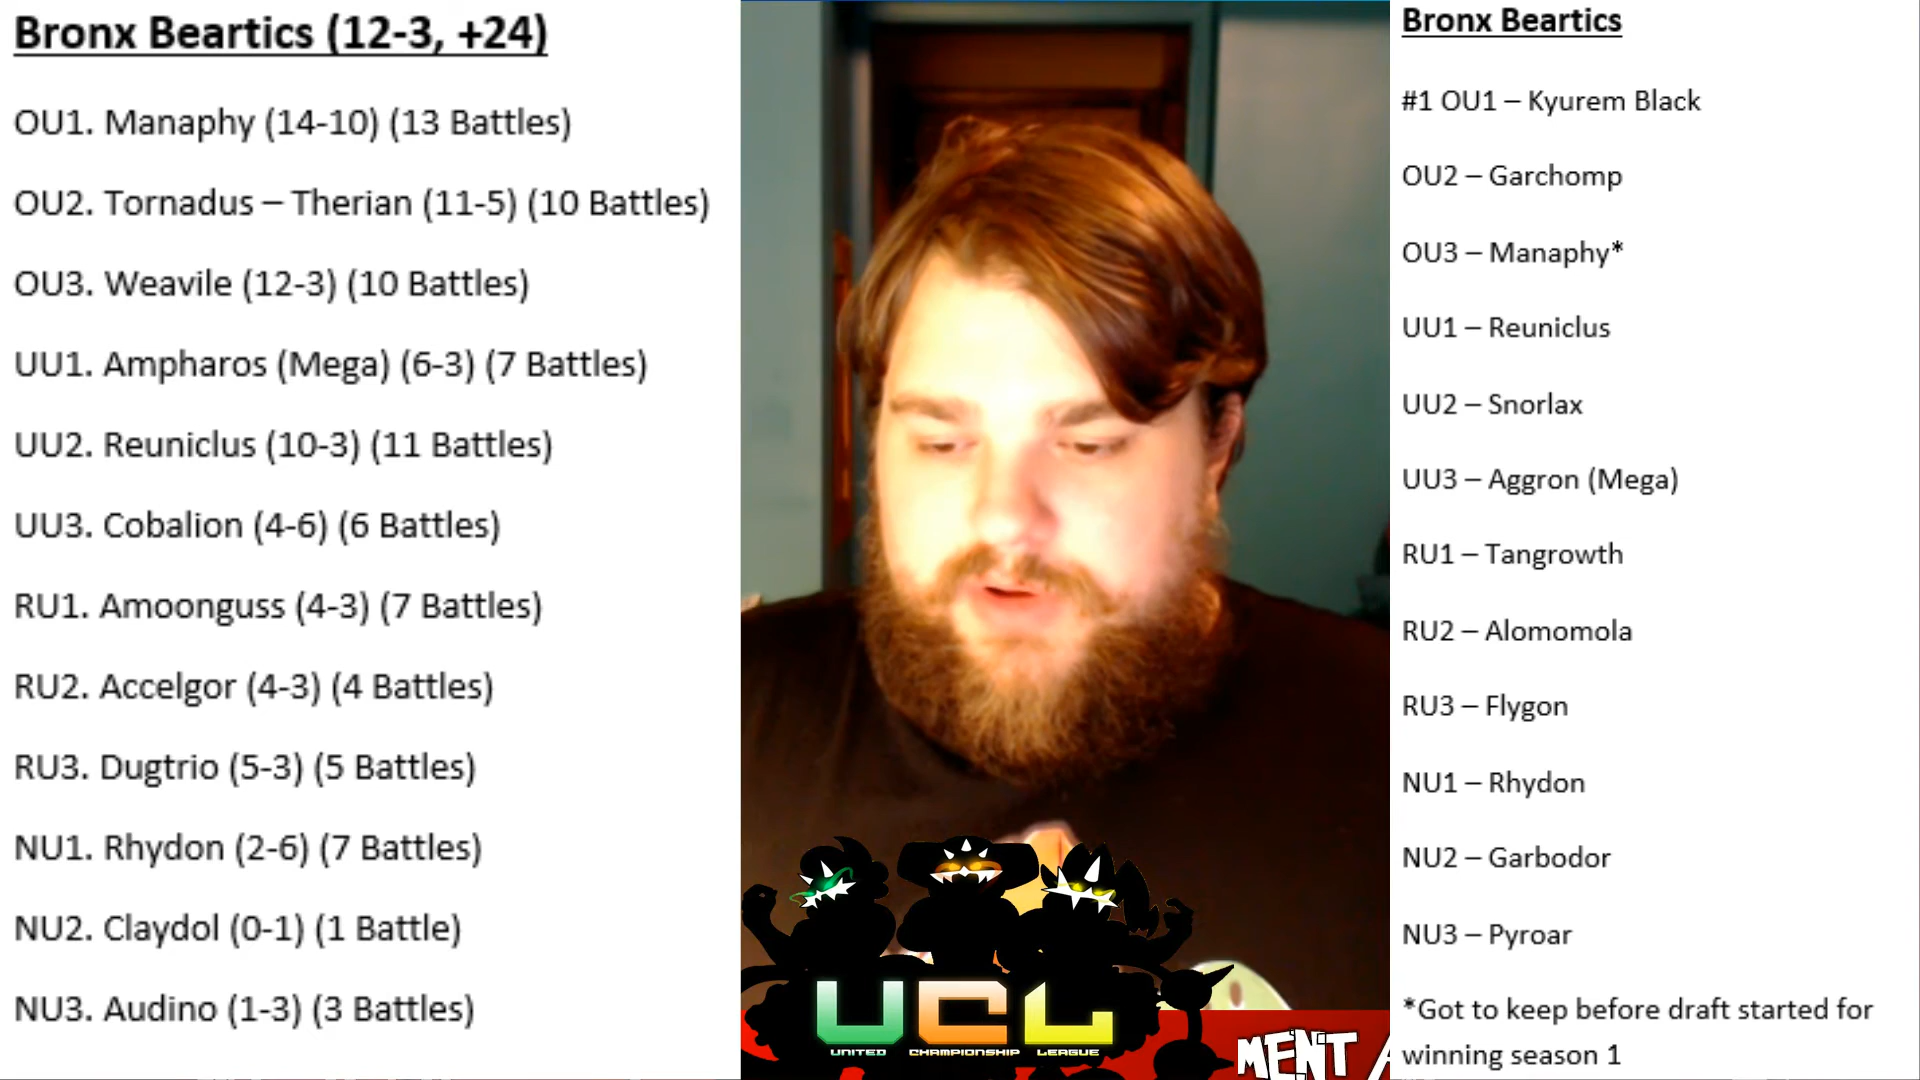 Bronx Beartics (12-3, +24)
OU1. Manaphy (14-10) (13 Battles)
OU2. Tornadus – Therian (11-5) (10 Battles)
OU3. Weavile (12-3) (10 Battles)
UU1. Ampharos (Mega) (6-3) (7 Battles)
UU2. Reuniclus (10-3) (11 Battles)
UU3. Cobalion (4-6) (6 Battles)
RU1. Amoonguss (4-3) (7 Battles)
RU2. Accelgor (4-3) (4 Battles)
RU3. Dugtrio (5-3) (5 Battles)
NU1. Rhydon (2-6) (7 Battles)
NU2. Claydol (0-1) (1 Battle)
NU3. Audino (1-3) (3 Battles)
UCL
UNITED CHAMPIONSHIP LEAGUE
MENT
Bronx Beartics
#1 OU1 – Kyurem Black
OU2 – Garchomp
OU3 – Manaphy*
UU1 – Reuniclus
UU2 – Snorlax
UU3 – Aggron (Mega)
RU1 – Tangrowth
RU2 – Alomomola
RU3 – Flygon
NU1 – Rhydon
NU2 – Garbodor
NU3 – Pyroar
*Got to keep before draft started for
winning season 1